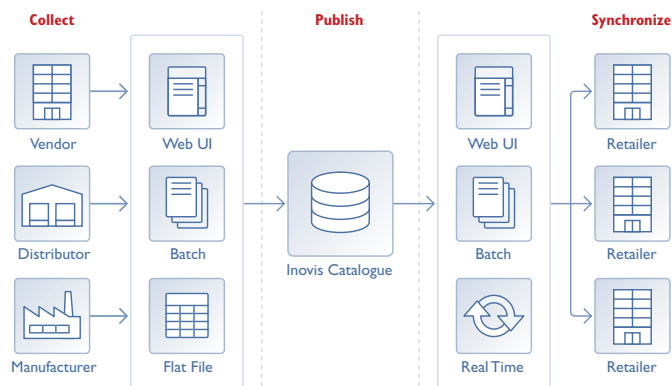 Collect
Publish
Synchronize
Vendor
Web UI
Web UI
Retailer
Distributor
Batch
Inovis Catalogue
Batch
Retailer
Manufacturer
Flat File
Real Time
Retailer